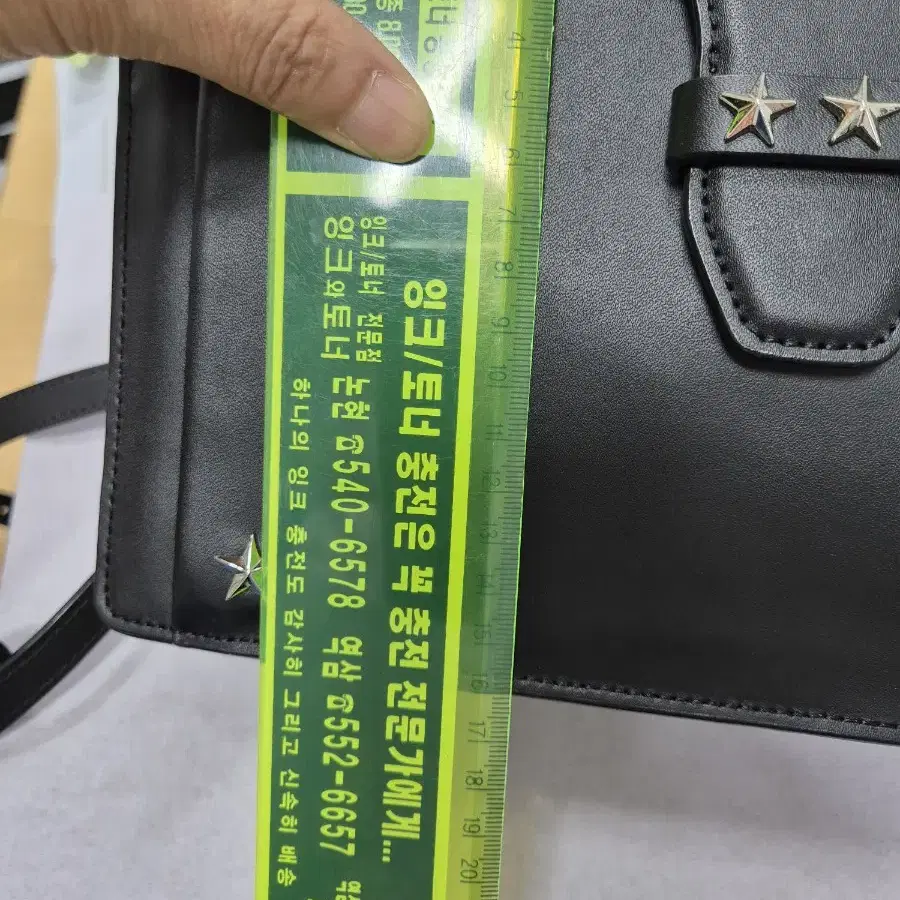 잉크/토너 충전은 꼭 충전 전문가에게...
잉크/토너 전문점
잉크와토너 논현 ☎540-6578 역삼 ☎552-6657
하나의 잉크 충전도 감사히 그리고 신속히 배송
4 5 6 7 8 9 10 11 12 13 14 15 16 17 18 19 20